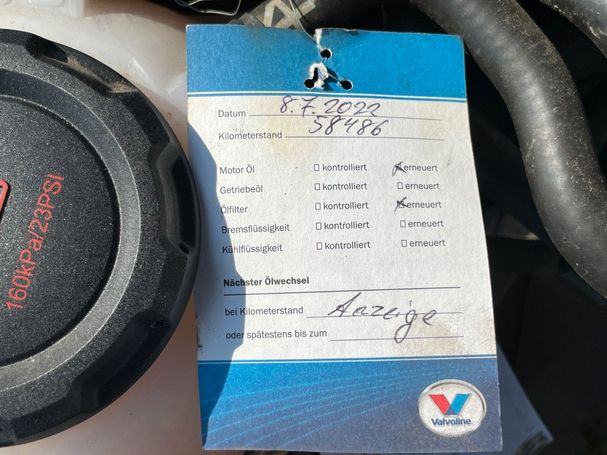 160kPa/23PSI
Datum 8.7.2022
Kilometerstand 58486
Motor Öl ☐ kontrolliert ☒ erneuert
Getriebeöl ☐ kontrolliert ☐ erneuert
Ölfilter ☐ kontrolliert ☒ erneuert
Bremsflüssigkeit ☐ kontrolliert ☐ erneuert
Kühlflüssigkeit ☐ kontrolliert ☐ erneuert
Nächster Ölwechsel
bei Kilometerstand Anzeige
oder spätestens bis zum
Valvoline